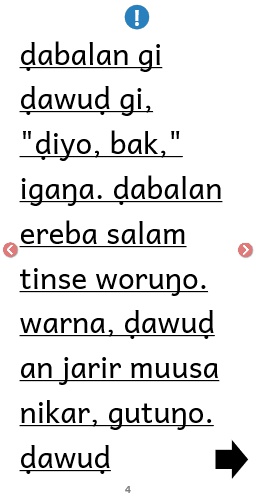 !
ḍabalan gi
ḍawuḍ gi,
"ḍiyo, bak,"
igaŋa. ḍabalan
ereba salam
tinse woruŋo.
warna, ḍawuḍ
an jarir muusa
nikar, gutuŋo.
ḍawuḍ
4